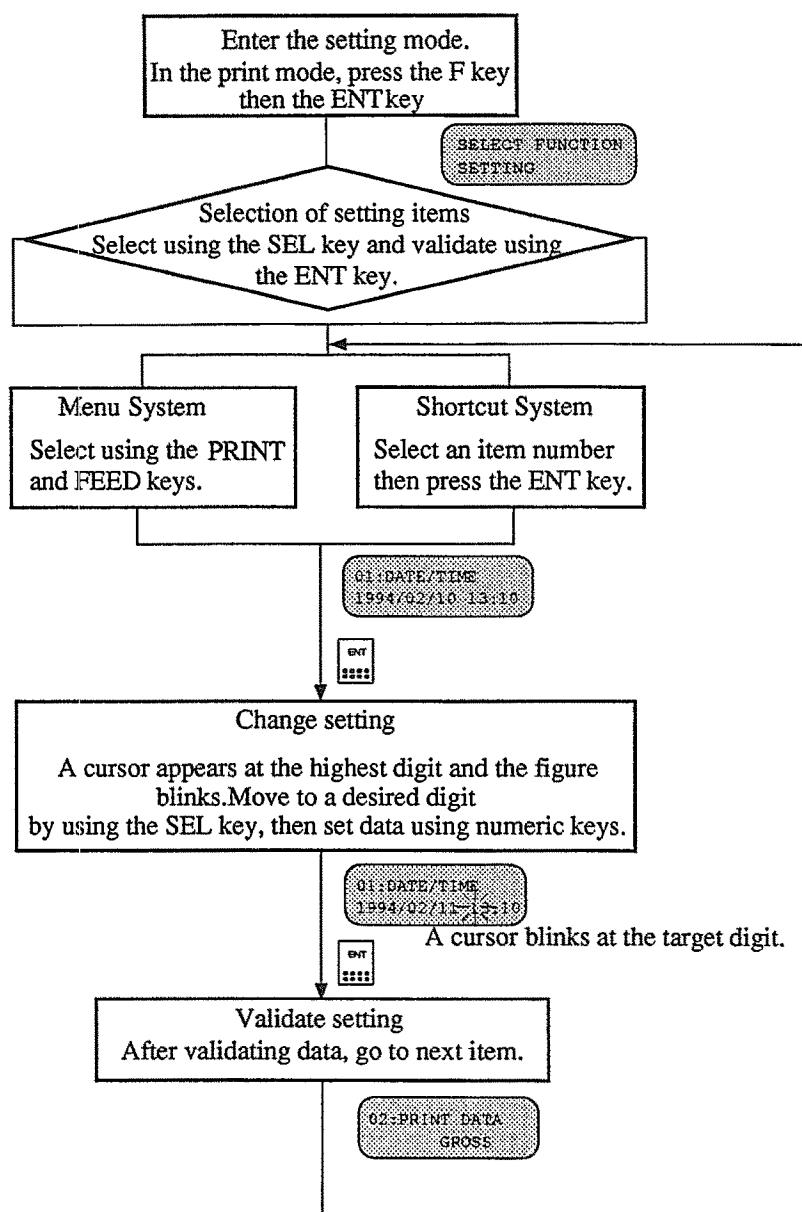 Enter the setting mode.
In the print mode, press the F key
then the ENT key
SELECT FUNCTION
SETTING
Selection of setting items
Select using the SEL key and validate using
the ENT key.
Menu System
Select using the PRINT
and FEED keys.
Shortcut System
Select an item number
then press the ENT key.
01:DATE/TIME
1994/02/10 13:10
ENT
Change setting
A cursor appears at the highest digit and the figure
blinks.Move to a desired digit
by using the SEL key, then set data using numeric keys.
01:DATE/TIME
1994/02/11 13:10
A cursor blinks at the target digit.
ENT
Validate setting
After validating data, go to next item.
02:PRINT DATA
GROSS